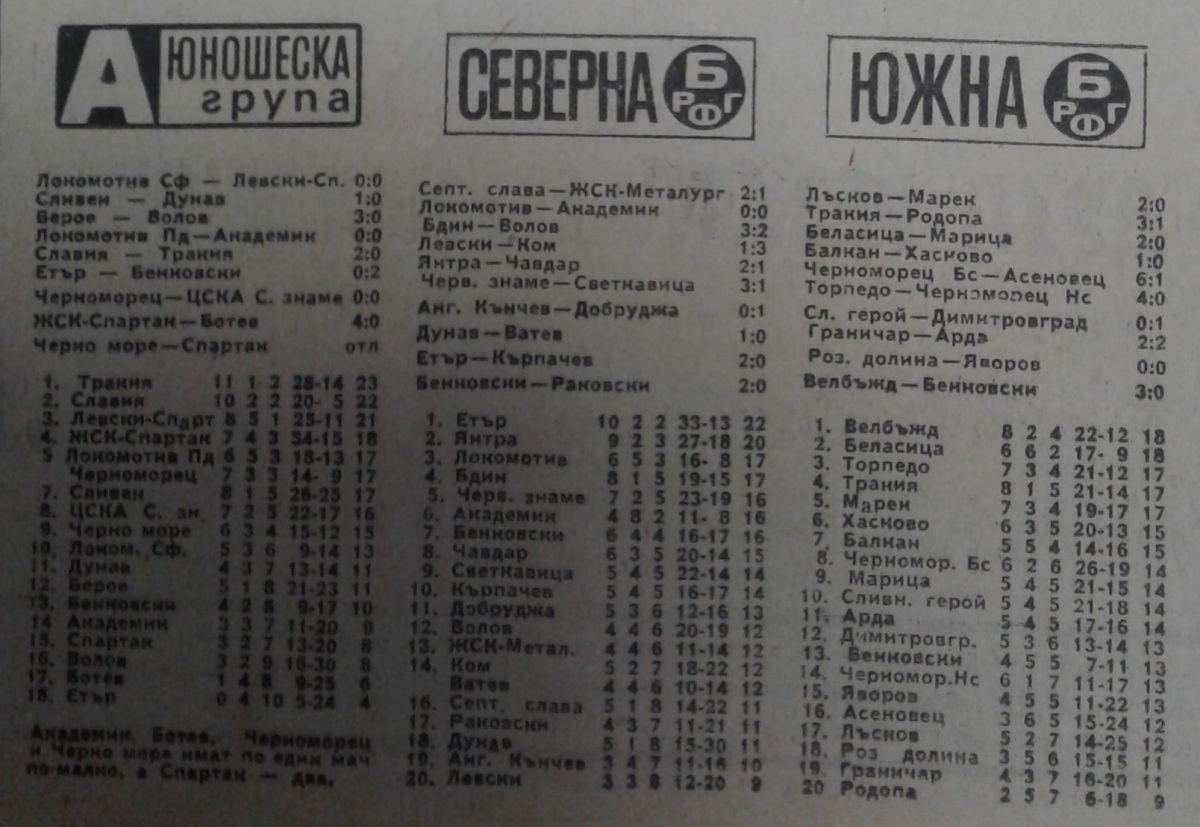 А ЮНОШЕСКА
група
Локомотив Сф — Левски-Сп. 0:0
Сливен — Дунав 1:0
Берое — Волов 3:0
Локомотив Пд—Академик 0:0
Славия — Тракия 2:0
Етър — Бенковски 0:2
Черноморец—ЦСКА С. знаме 0:0
ЖСК-Спартак—Ботев 4:0
Черно море—Спартак отл
1. Тракия 11 1 2 28-14 23
2. Славия 10 2 2 20- 5 22
3. Левски-Спарт 8 5 1 25-11 21
4. ЖСК-Спартак 7 4 3 34-15 18
5 Локомотив Пд 6 5 3 18-13 17
Черноморец 7 3 3 14- 9 17
7. Сливен 8 1 5 26-25 17
8. ЦСКА С. зн 7 2 5 22-17 16
9. Черно море 6 3 4 15-12 15
10. Локом. Сф. 5 3 6 9-14 13
11. Дунав 4 3 7 13-14 11
12. Берое 5 1 8 21-23 11
13. Бенковски 4 2 8 9-17 10
14 Академик 3 3 7 11-20 9
15. Спартак 3 2 7 13-20 8
16. Волов 3 2 9 16-30 8
17. Ботев 1 4 8 9-25 6
18. Етър 0 4 10 5-24 4
Академик, Ботев, Черноморец
и Черно море имат по един мач
по-малко, а Спартак — два.
СЕВЕРНА Б РФГ
Септ. слава—ЖСК-Металург 2:1
Локомотив—Академик 0:0
Бдин—Волов 3:2
Левски—Ком 1:3
Янтра—Чавдар 2:1
Черв. знаме—Светкавица 3:1
Анг. Кънчев—Добруджа 0:1
Дунав—Ватев 1:0
Етър—Кърпачев 2:0
Бенковски—Раковски 2:0
1. Етър 10 2 2 33-13 22
2. Янтра 9 2 3 27-18 20
3. Локомотив 6 5 3 16- 8 17
4. Бдин 8 1 5 19-15 17
5. Черв. знаме 7 2 5 23-19 16
6. Академик 4 8 2 11- 8 16
7. Бенковски 6 4 4 16-17 16
8. Чавдар 6 3 5 20-14 15
9. Светкавица 5 4 5 22-14 14
10. Кърпачев 5 4 5 16-17 14
11. Добруджа 5 3 6 12-16 13
12. Волов 4 4 6 20-19 12
13. ЖСК-Метал. 4 4 6 11-14 12
14. Ком 5 2 7 18-22 12
Ватев 4 4 6 10-14 12
16. Септ. слава 5 1 8 14-22 11
17. Раковски 4 3 7 11-21 11
18. Дунав 5 1 8 15-30 11
19. Анг. Кънчев 3 4 7 11-16 10
20. Левски 3 3 8 12-20 9
ЮЖНА Б РФГ
Лъсков—Марек 2:0
Тракия—Родопа 3:1
Беласица—Марица 2:0
Балкан—Хасково 1:0
Черноморец Бс—Асеновец 6:1
Торпедо—Черноморец Нс 4:0
Сл. герой—Димитровград 0:1
Граничар—Арда 2:2
Роз. долина—Яворов 0:0
Велбъжд—Бенковски 3:0
1. Велбъжд 8 2 4 22-12 18
2. Беласица 6 6 2 17- 9 18
3. Торпедо 7 3 4 21-12 17
4. Тракия 8 1 5 21-14 17
5. Марек 7 3 4 19-17 17
6. Хасково 6 3 5 20-13 15
7. Балкан 5 5 4 14-16 15
8. Черномор. Бс 6 2 6 26-19 14
9. Марица 5 4 5 21-15 14
10. Сливн. герой 5 4 5 21-18 14
11. Арда 5 4 5 17-16 14
12. Димитровгр. 5 3 6 13-14 13
13. Бенковски 4 5 5 7-11 13
14. Черномор.Нс 6 1 7 11-17 13
15. Яворов 4 5 5 11-22 13
16. Асеновец 3 6 5 15-24 12
17. Лъсков 5 2 7 14-25 12
18. Роз. долина 3 5 6 15-15 11
19. Граничар 4 3 7 16-20 11
20 Родопа 2 5 7 6-18 9